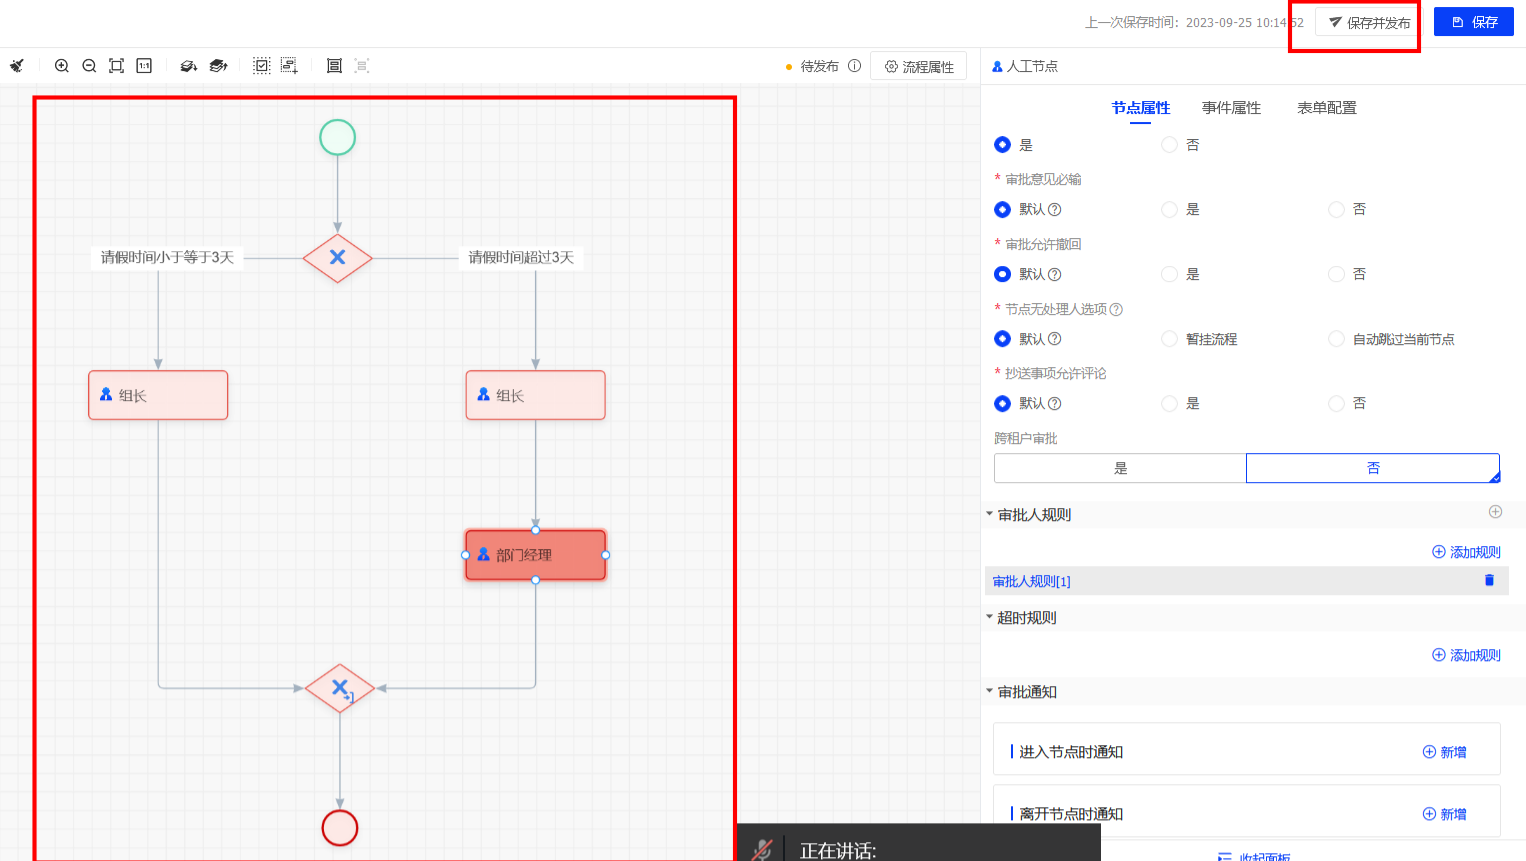 上一次保存时间：2023-09-25 10:14:52
保存并发布
保存
1:1
待发布
流程属性
人工节点
节点属性
事件属性
表单配置
是
否
* 审批意见必输
默认
是
否
* 审批允许撤回
默认
是
否
* 节点无处理人选项
默认
暂挂流程
自动跳过当前节点
* 抄送事项允许评论
默认
是
否
跨租户审批
是
否
审批人规则
添加规则
审批人规则[1]
超时规则
添加规则
审批通知
进入节点时通知
新增
离开节点时通知
新增
收起面板
请假时间小于等于3天
请假时间超过3天
组长
组长
部门经理
正在讲话: